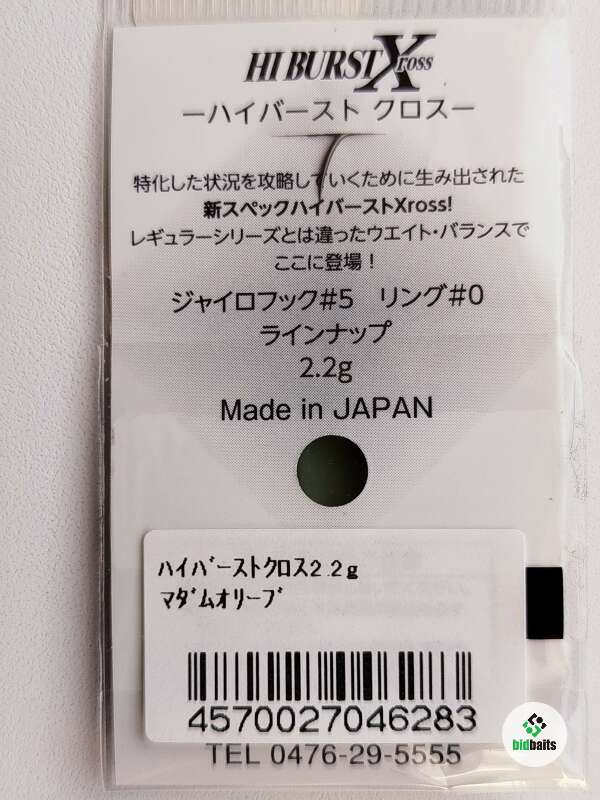 HI BURST Xross
ーハイバースト クロスー
特化した状況を攻略していくために生み出された
新スペックハイバーストXross!
レギュラーシリーズとは違ったウエイト・バランスで
ここに登場！
ジャイロフック#5 リング#0
ラインナップ
2.2g
Made in JAPAN
ﾊｲﾊﾞｰｽﾄｸﾛｽ2.2g
ﾏﾀﾞﾑｵﾘｰﾌﾞ
4570027046283
TEL 0476-29-5555
bidbaits